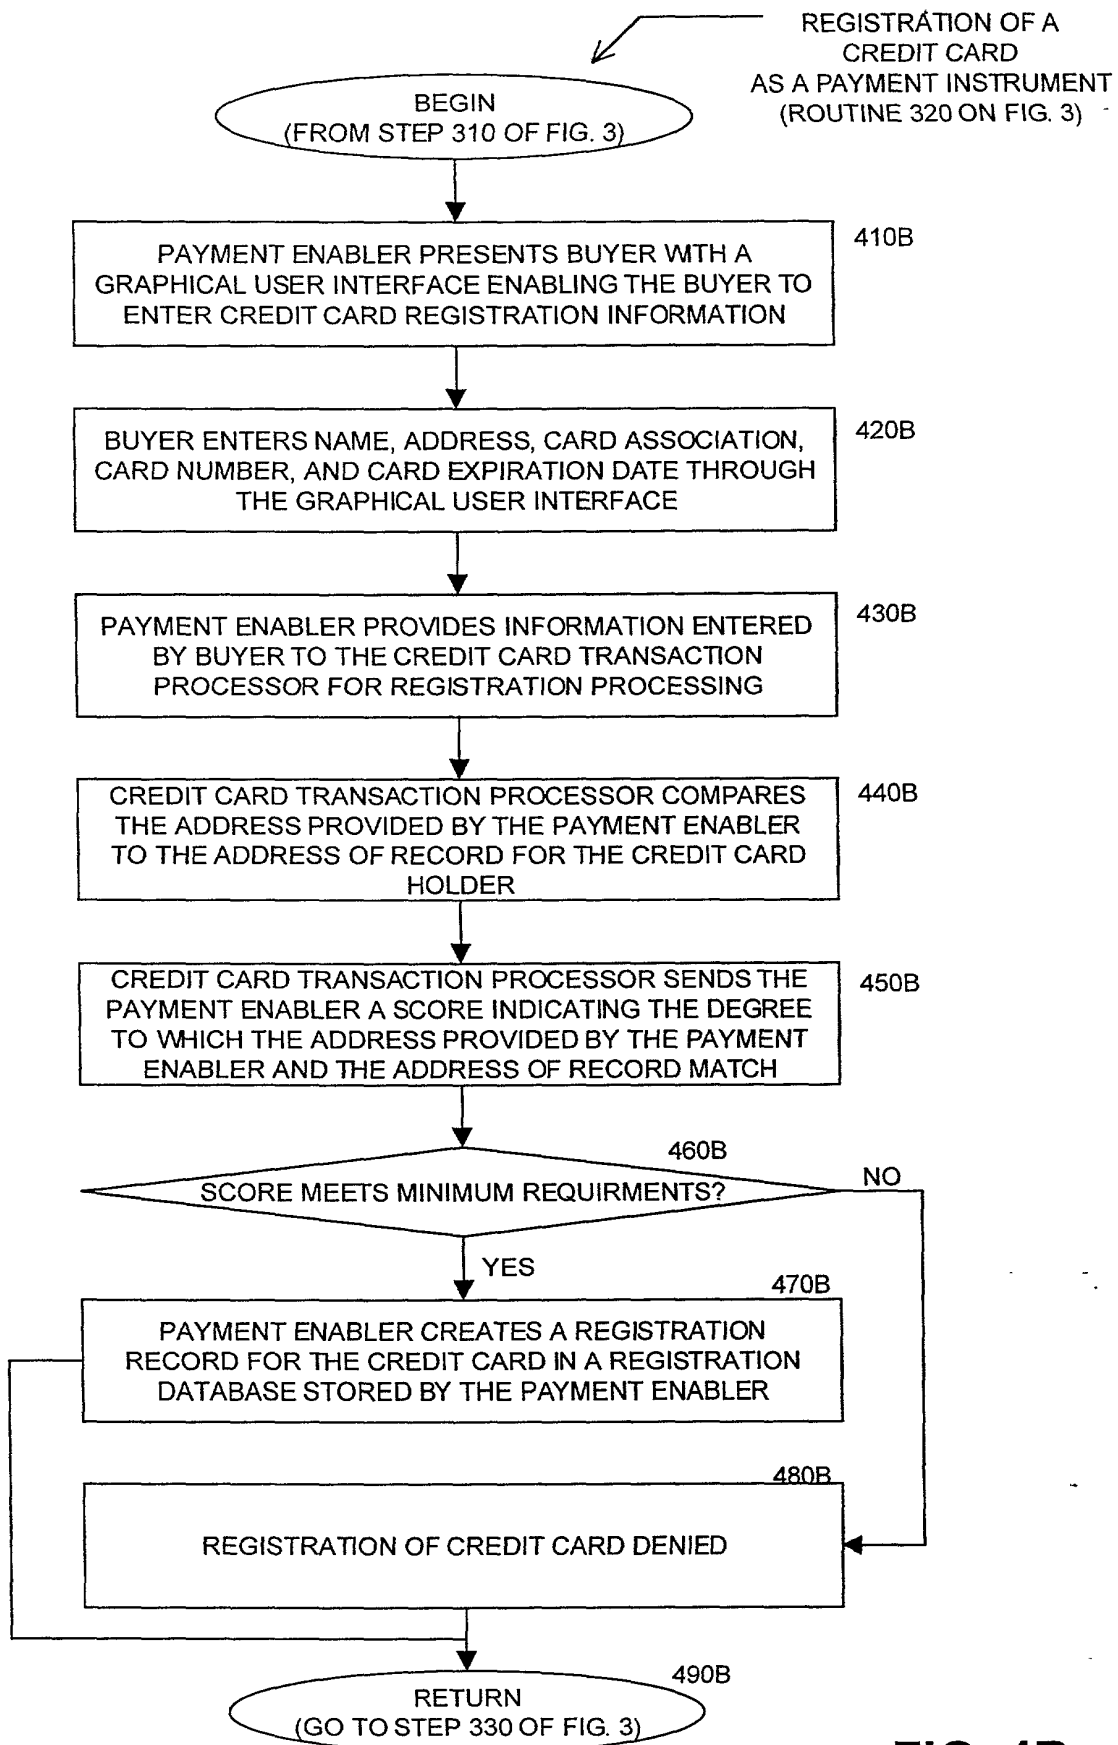 REGISTRATION OF A
CREDIT CARD
AS A PAYMENT INSTRUMENT
(ROUTINE 320 ON FIG. 3)
BEGIN
(FROM STEP 310 OF FIG. 3)
410B
PAYMENT ENABLER PRESENTS BUYER WITH A
GRAPHICAL USER INTERFACE ENABLING THE BUYER TO
ENTER CREDIT CARD REGISTRATION INFORMATION
420B
BUYER ENTERS NAME, ADDRESS, CARD ASSOCIATION,
CARD NUMBER, AND CARD EXPIRATION DATE THROUGH
THE GRAPHICAL USER INTERFACE
430B
PAYMENT ENABLER PROVIDES INFORMATION ENTERED
BY BUYER TO THE CREDIT CARD TRANSACTION
PROCESSOR FOR REGISTRATION PROCESSING
440B
CREDIT CARD TRANSACTION PROCESSOR COMPARES
THE ADDRESS PROVIDED BY THE PAYMENT ENABLER
TO THE ADDRESS OF RECORD FOR THE CREDIT CARD
HOLDER
450B
CREDIT CARD TRANSACTION PROCESSOR SENDS THE
PAYMENT ENABLER A SCORE INDICATING THE DEGREE
TO WHICH THE ADDRESS PROVIDED BY THE PAYMENT
ENABLER AND THE ADDRESS OF RECORD MATCH
460B
SCORE MEETS MINIMUM REQUIRMENTS?
NO
YES
470B
PAYMENT ENABLER CREATES A REGISTRATION
RECORD FOR THE CREDIT CARD IN A REGISTRATION
DATABASE STORED BY THE PAYMENT ENABLER
480B
REGISTRATION OF CREDIT CARD DENIED
490B
RETURN
(GO TO STEP 330 OF FIG. 3)